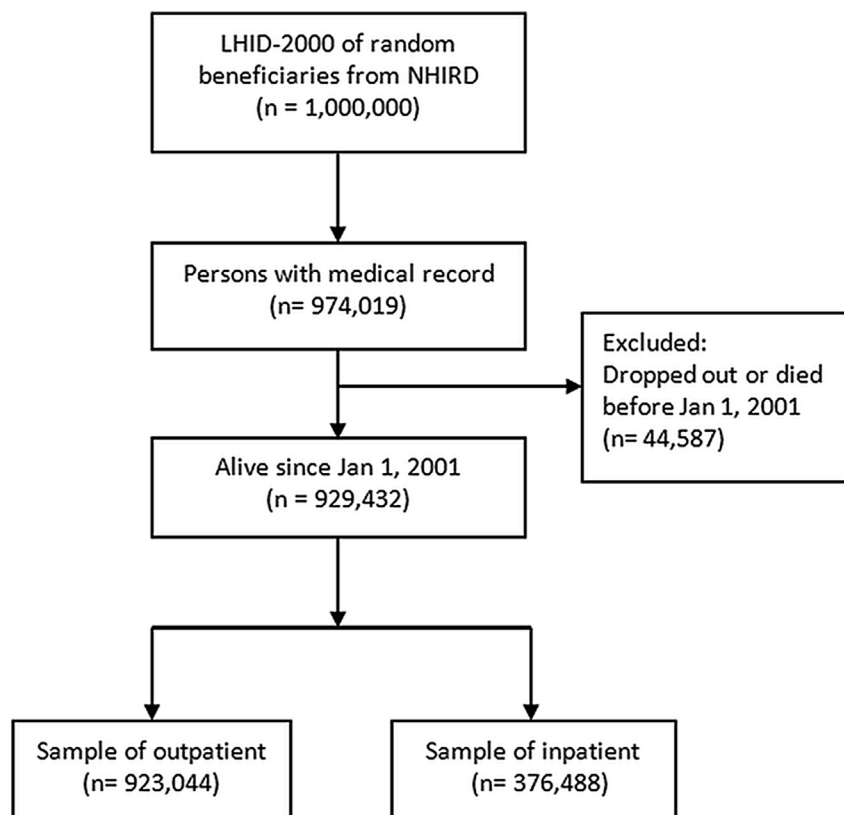 LHID-2000 of random
beneficiaries from NHIRD
(n = 1,000,000)
Persons with medical record
(n= 974,019)
Excluded:
Dropped out or died
before Jan 1, 2001
(n= 44,587)
Alive since Jan 1, 2001
(n = 929,432)
Sample of outpatient
(n= 923,044)
Sample of inpatient
(n= 376,488)